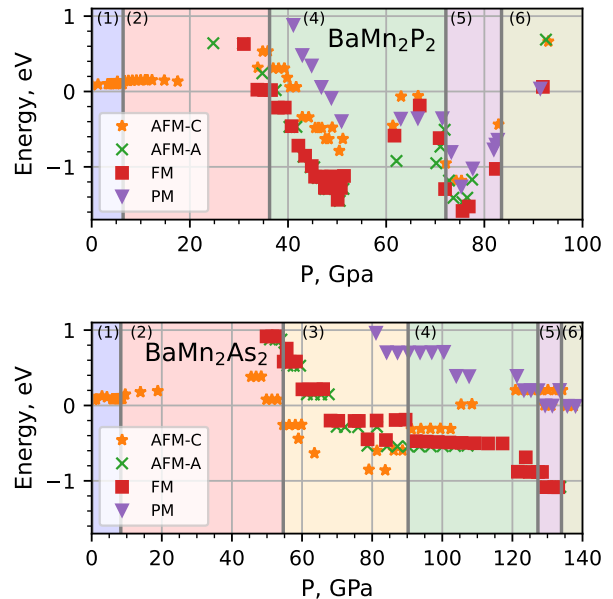 (1) (2) (4) (5) (6)
BaMn₂P₂
1
0
−1
Energy, eV
AFM-C
AFM-A
FM
PM
0 20 40 60 80 100
P, Gpa
(1) (2) (3) (4) (5) (6)
BaMn₂As₂
1
0
−1
Energy, eV
AFM-C
AFM-A
FM
PM
0 20 40 60 80 100 120 140
P, GPa